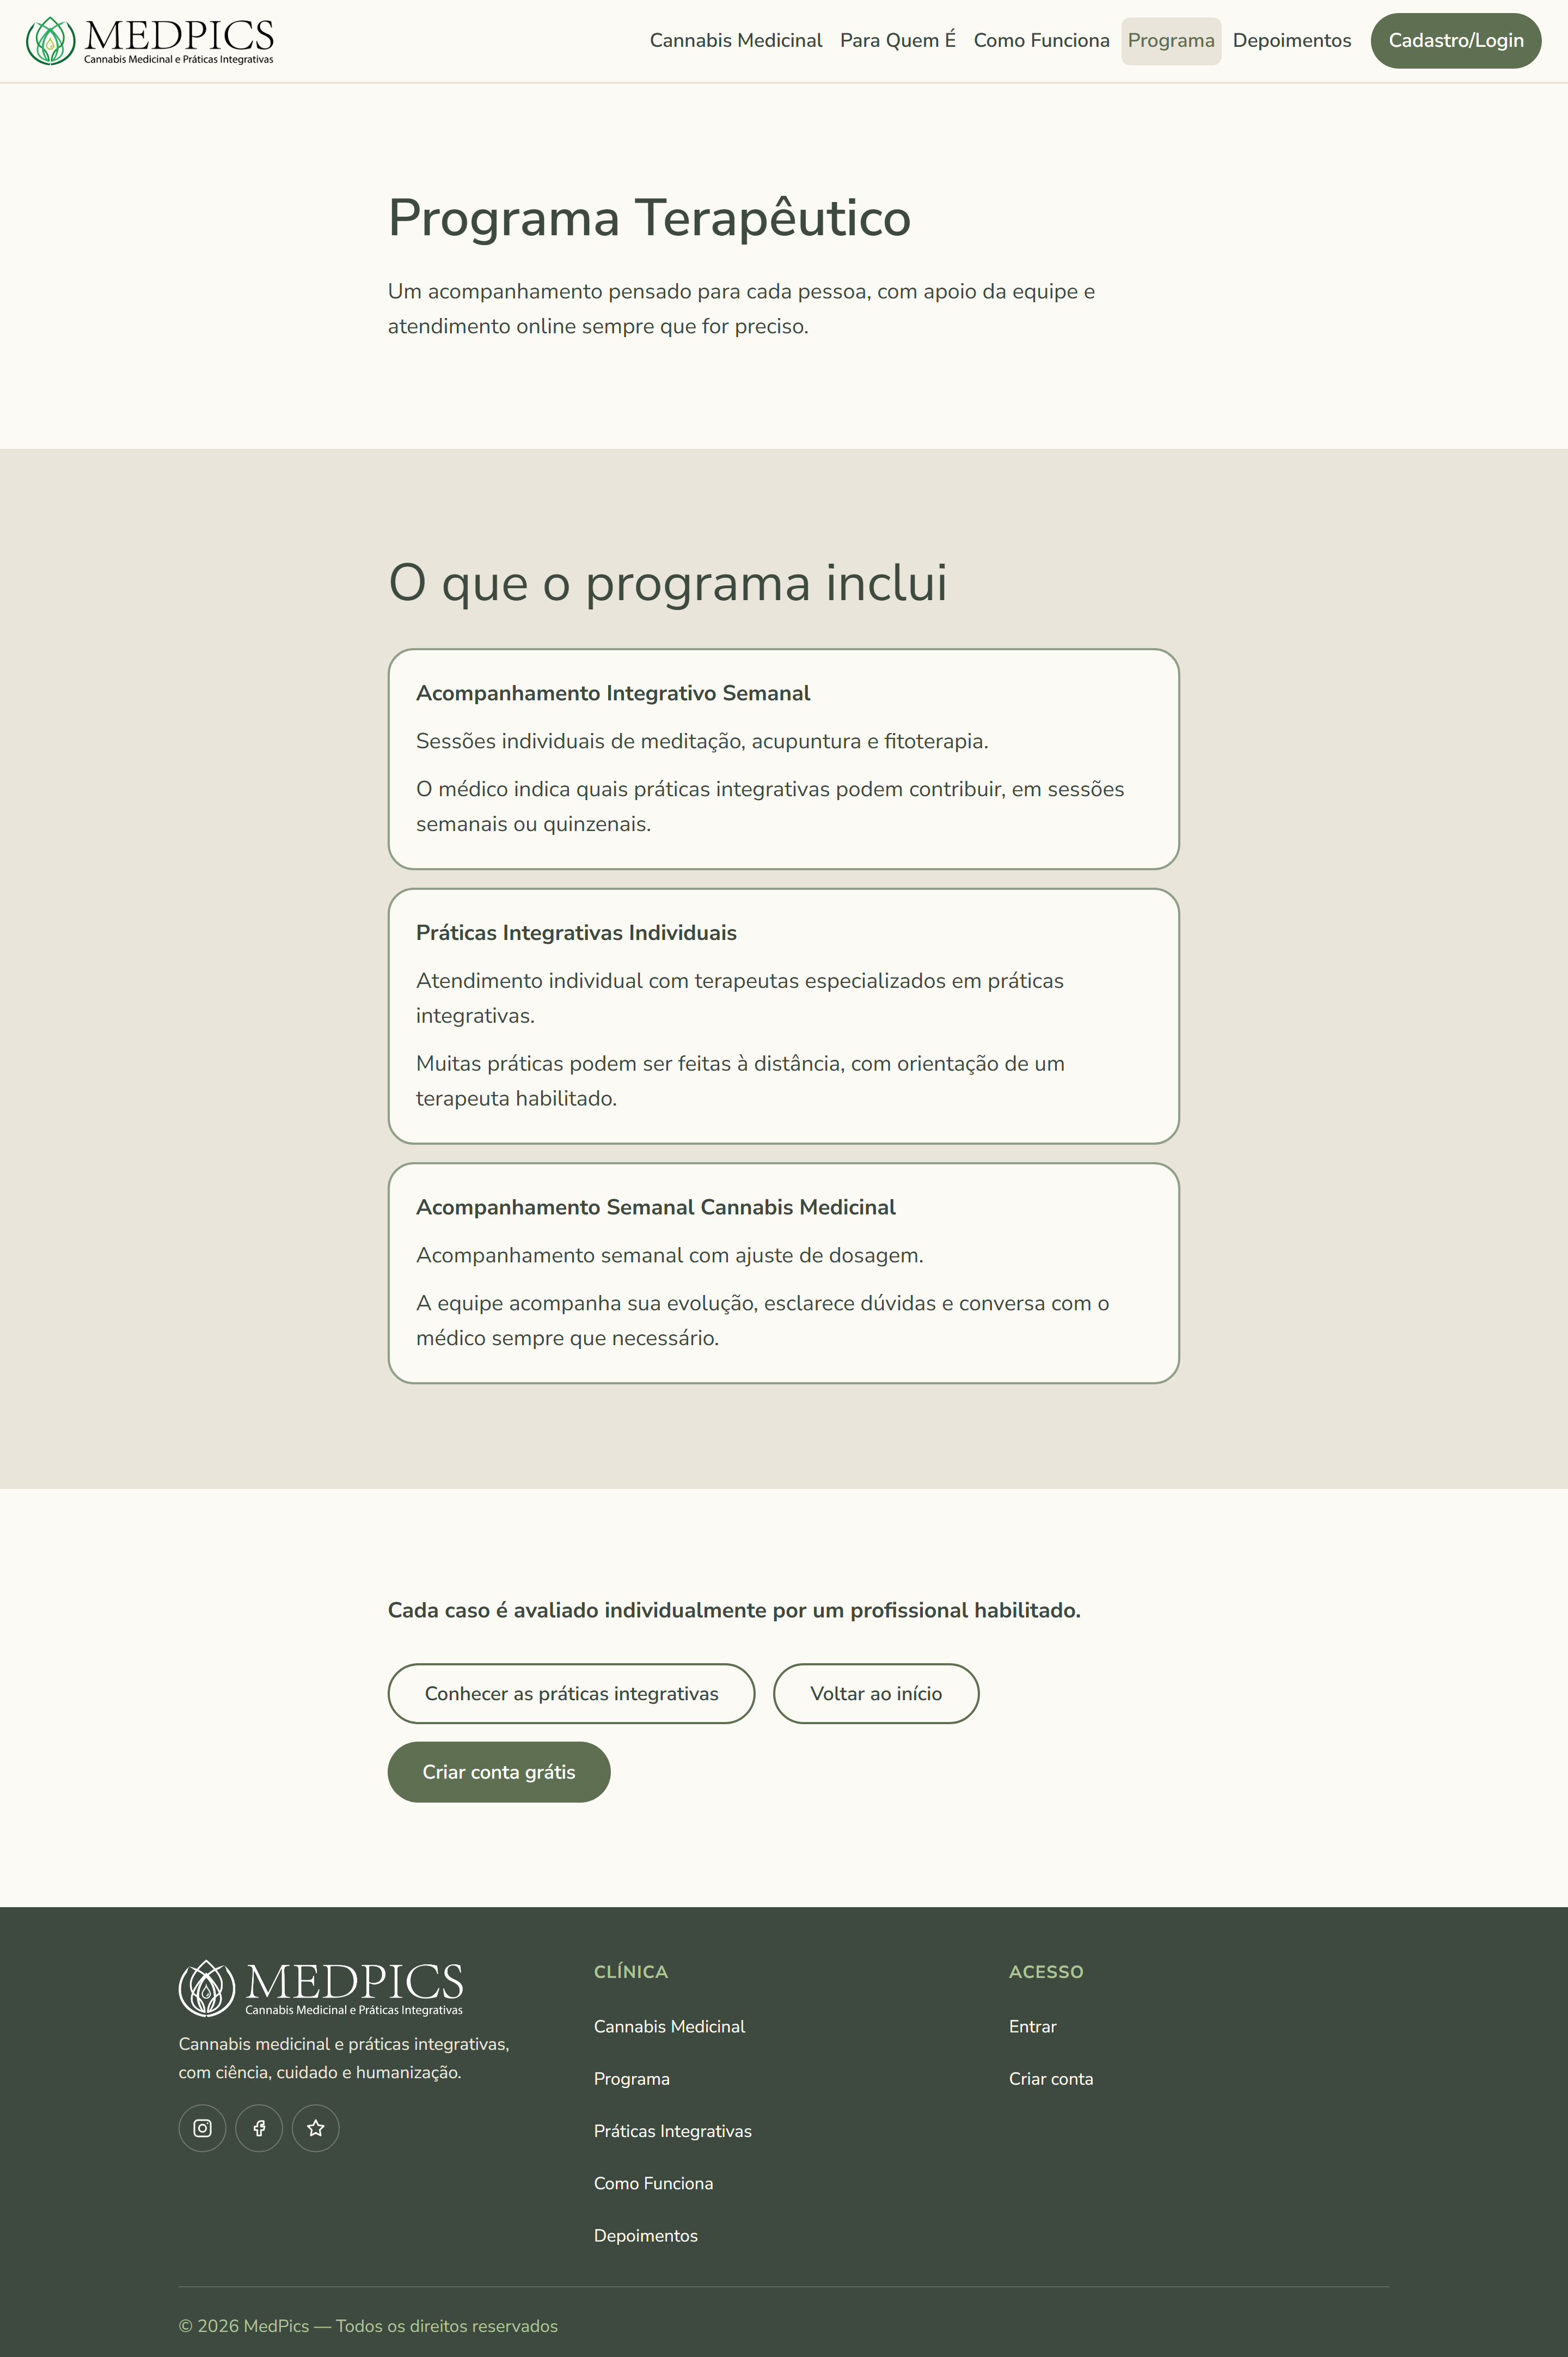 MEDPICS
Cannabis Medicinal e Práticas Integrativas
Cannabis Medicinal
Para Quem É
Como Funciona
Programa
Depoimentos
Cadastro/Login
Programa Terapêutico
Um acompanhamento pensado para cada pessoa, com apoio da equipe e
atendimento online sempre que for preciso.
O que o programa inclui
Acompanhamento Integrativo Semanal
Sessões individuais de meditação, acupuntura e fitoterapia.
O médico indica quais práticas integrativas podem contribuir, em sessões
semanais ou quinzenais.
Práticas Integrativas Individuais
Atendimento individual com terapeutas especializados em práticas
integrativas.
Muitas práticas podem ser feitas à distância, com orientação de um
terapeuta habilitado.
Acompanhamento Semanal Cannabis Medicinal
Acompanhamento semanal com ajuste de dosagem.
A equipe acompanha sua evolução, esclarece dúvidas e conversa com o
médico sempre que necessário.
Cada caso é avaliado individualmente por um profissional habilitado.
Conhecer as práticas integrativas
Voltar ao início
Criar conta grátis
MEDPICS
Cannabis Medicinal e Práticas Integrativas
Cannabis medicinal e práticas integrativas,
com ciência, cuidado e humanização.
CLÍNICA
Cannabis Medicinal
Programa
Práticas Integrativas
Como Funciona
Depoimentos
ACESSO
Entrar
Criar conta
© 2026 MedPics — Todos os direitos reservados